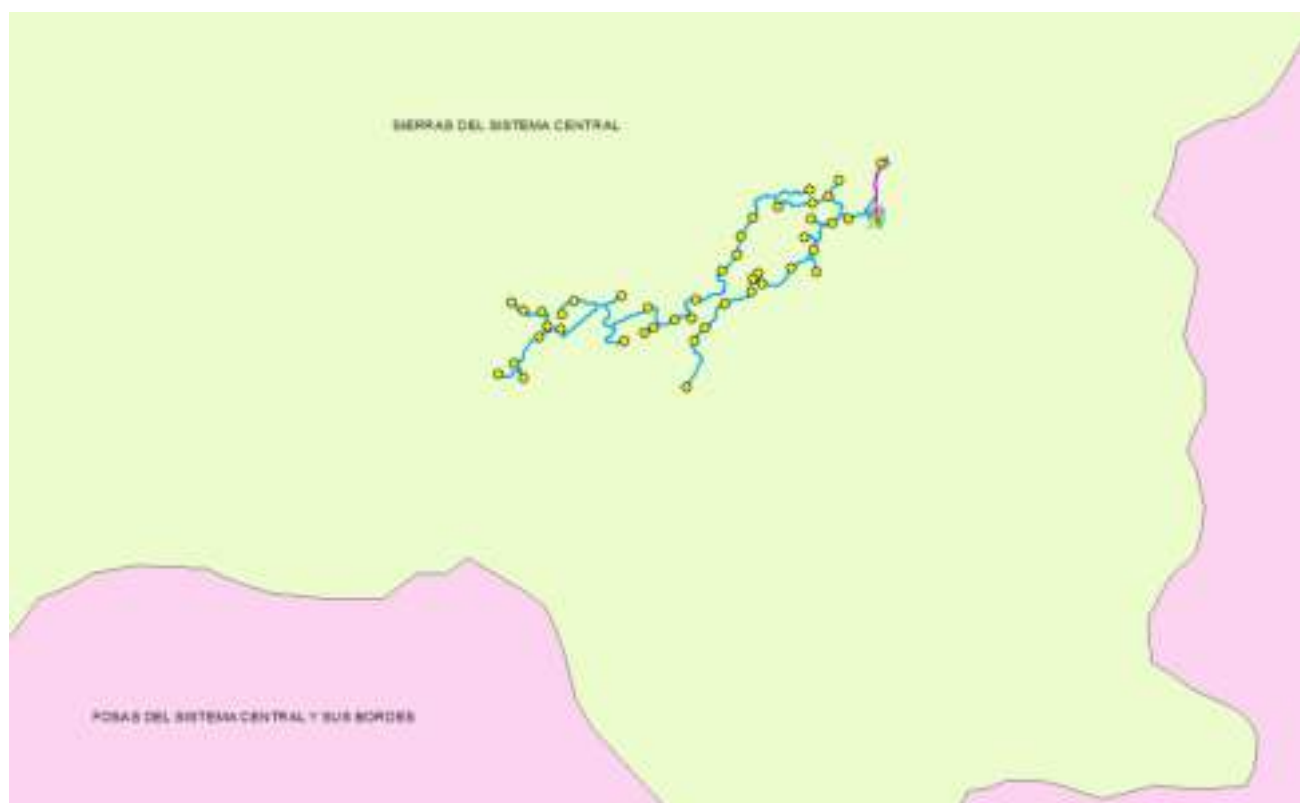 SIERRAS DEL SISTEMA CENTRAL
FOSAS DEL SISTEMA CENTRAL Y SUS BORDES